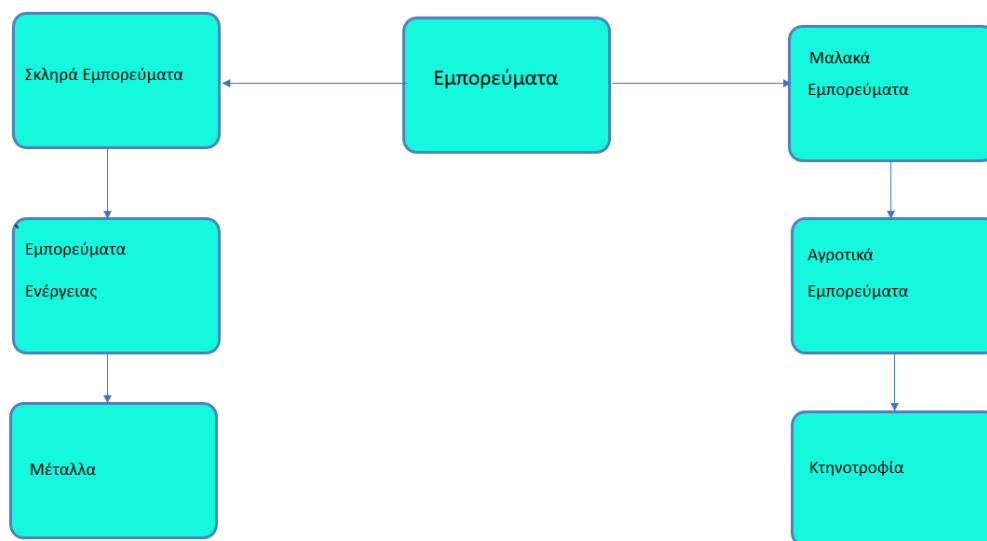 Σκληρά Εμπορεύματα
Εμπορεύματα
Μαλακά
Εμπορεύματα
Εμπορεύματα
Ενέργειας
Αγροτικά
Εμπορεύματα
Μέταλλα
Κτηνοτροφία